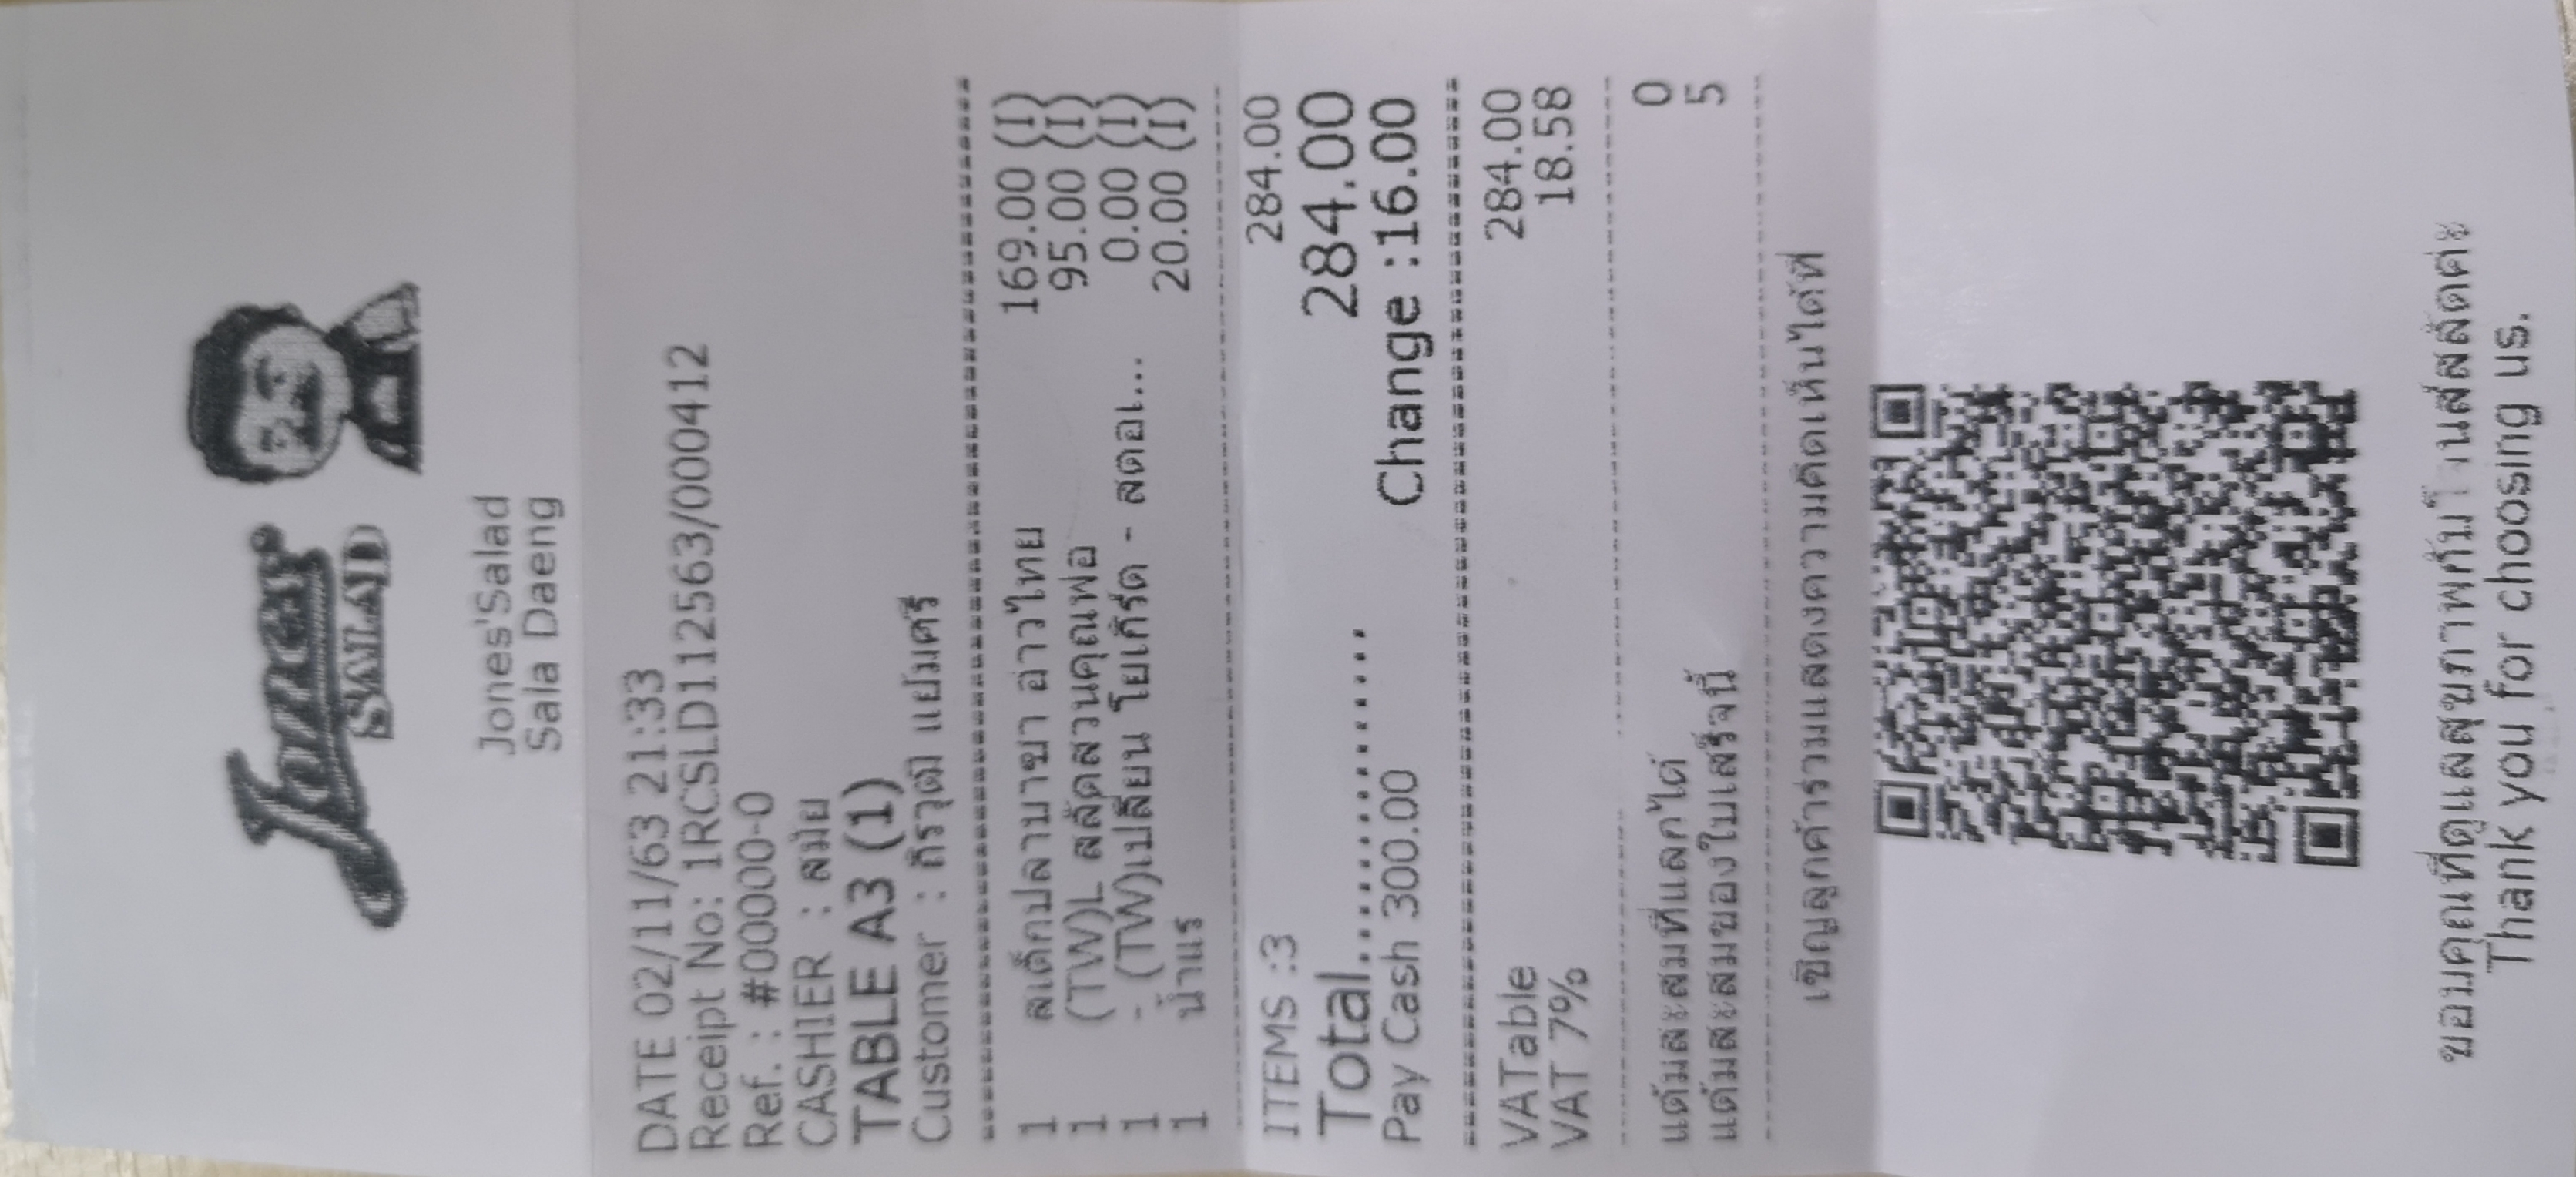 Jones'
SALAD
Jones'Salad
Sala Daeng
DATE 02/11/63 21:33
Receipt No: 1RCSLD112563/000412
Ref. : #00000-0
CASHIER : สมัย
TABLE A3 (1)
Customer : ถิรวุฒิ แย้มศรี
1 สเต็กปลาบาซา อาวไทย 169.00 (I)
1 (TW)L สลัดสวนคุณพ่อ 95.00 (I)
1 - (TW)เปลี่ยน โยเกิร์ต - สตอเ... 0.00 (I)
1 น้ำแร่ 20.00 (I)
ITEMS :3 284.00
Total................ 284.00
Pay Cash 300.00 Change :16.00
VATable 284.00
VAT 7% 18.58
แต้มสะสมที่แลกได้ 0
แต้มสะสมของใบเสร็จนี้ 5
เชิญลูกค้าร่วมแสดงความคิดเห็นได้ที่
ขอบคุณที่ดูแลสุขภาพกับโจนส์สลัดค่ะ
Thank you for choosing us.